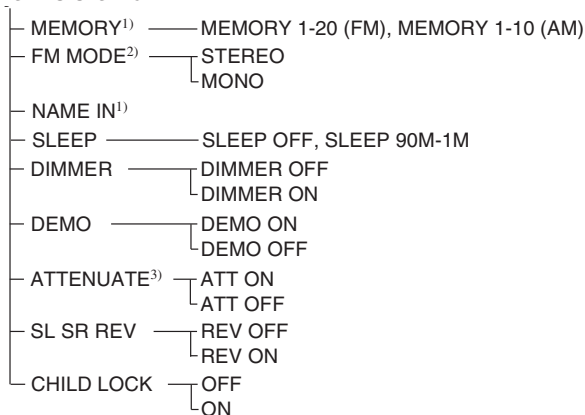 MEMORY1) MEMORY 1-20 (FM), MEMORY 1-10 (AM)
FM MODE2) STEREO
MONO
NAME IN1)
SLEEP SLEEP OFF, SLEEP 90M-1M
DIMMER DIMMER OFF
DIMMER ON
DEMO DEMO ON
DEMO OFF
ATTENUATE3) ATT ON
ATT OFF
SL SR REV REV OFF
REV ON
CHILD LOCK OFF
ON